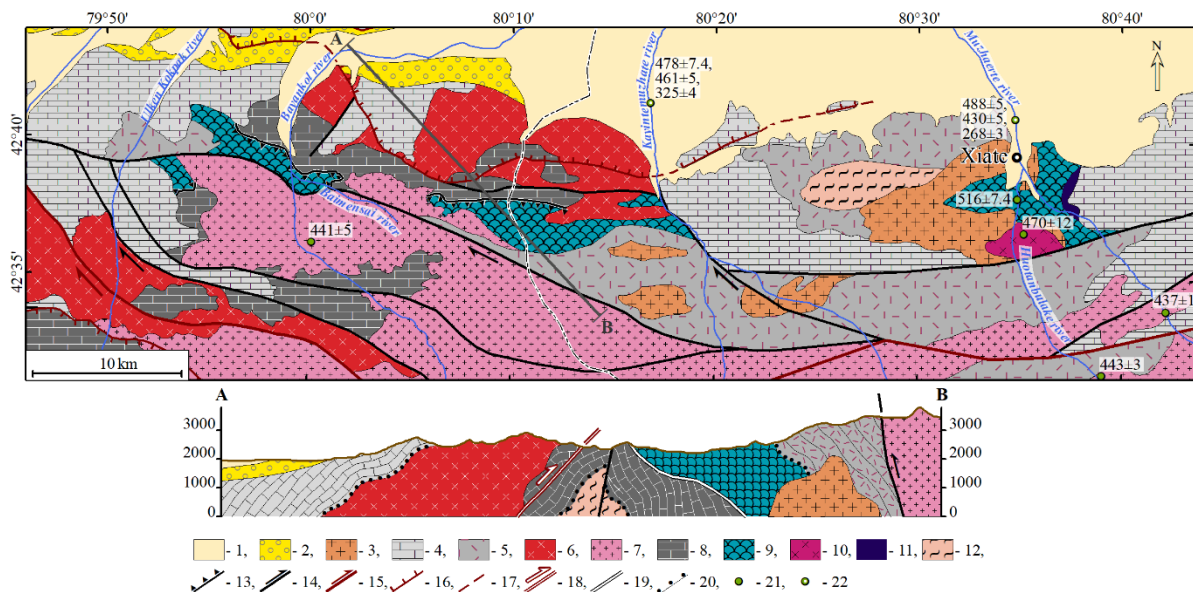 79°50' 80°0' 80°10' 80°20' 80°30' 80°40'
42°40'
42°35'
A
B
N
Ulken Kokpak river
Bayankol river
Baimensai river
Kayintemuzhate river
Muzhaerte river
Huotanbulake river
478±7.4,
461±5,
325±4
488±5,
430±5,
268±3
Xiate
516±7.4
470±12
441±5
437±1
443±3
10 km
A B
3000 3000
2000 2000
1000 1000
0 0
- 1, - 2, - 3, - 4, - 5, - 6, - 7, - 8, - 9, - 10, - 11, - 12,
- 13, - 14, - 15, - 16, - 17, - 18, - 19, - 20, - 21, - 22